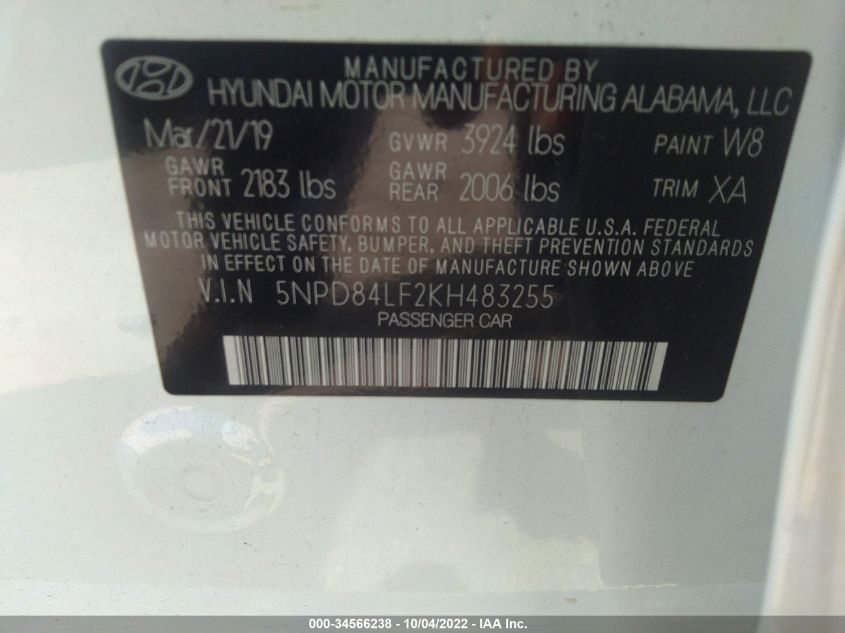 MANUFACTURED BY
HYUNDAI MOTOR MANUFACTURING ALABAMA, LLC
Mar/21/19 GVWR 3924 lbs PAINT W8
GAWR FRONT 2183 lbs GAWR REAR 2006 lbs TRIM XA
THIS VEHICLE CONFORMS TO ALL APPLICABLE U.S.A. FEDERAL
MOTOR VEHICLE SAFETY, BUMPER, AND THEFT PREVENTION STANDARDS
IN EFFECT ON THE DATE OF MANUFACTURE SHOWN ABOVE
V.I.N 5NPD84LF2KH483255
PASSENGER CAR
000-34566238 - 10/04/2022 - IAA Inc.